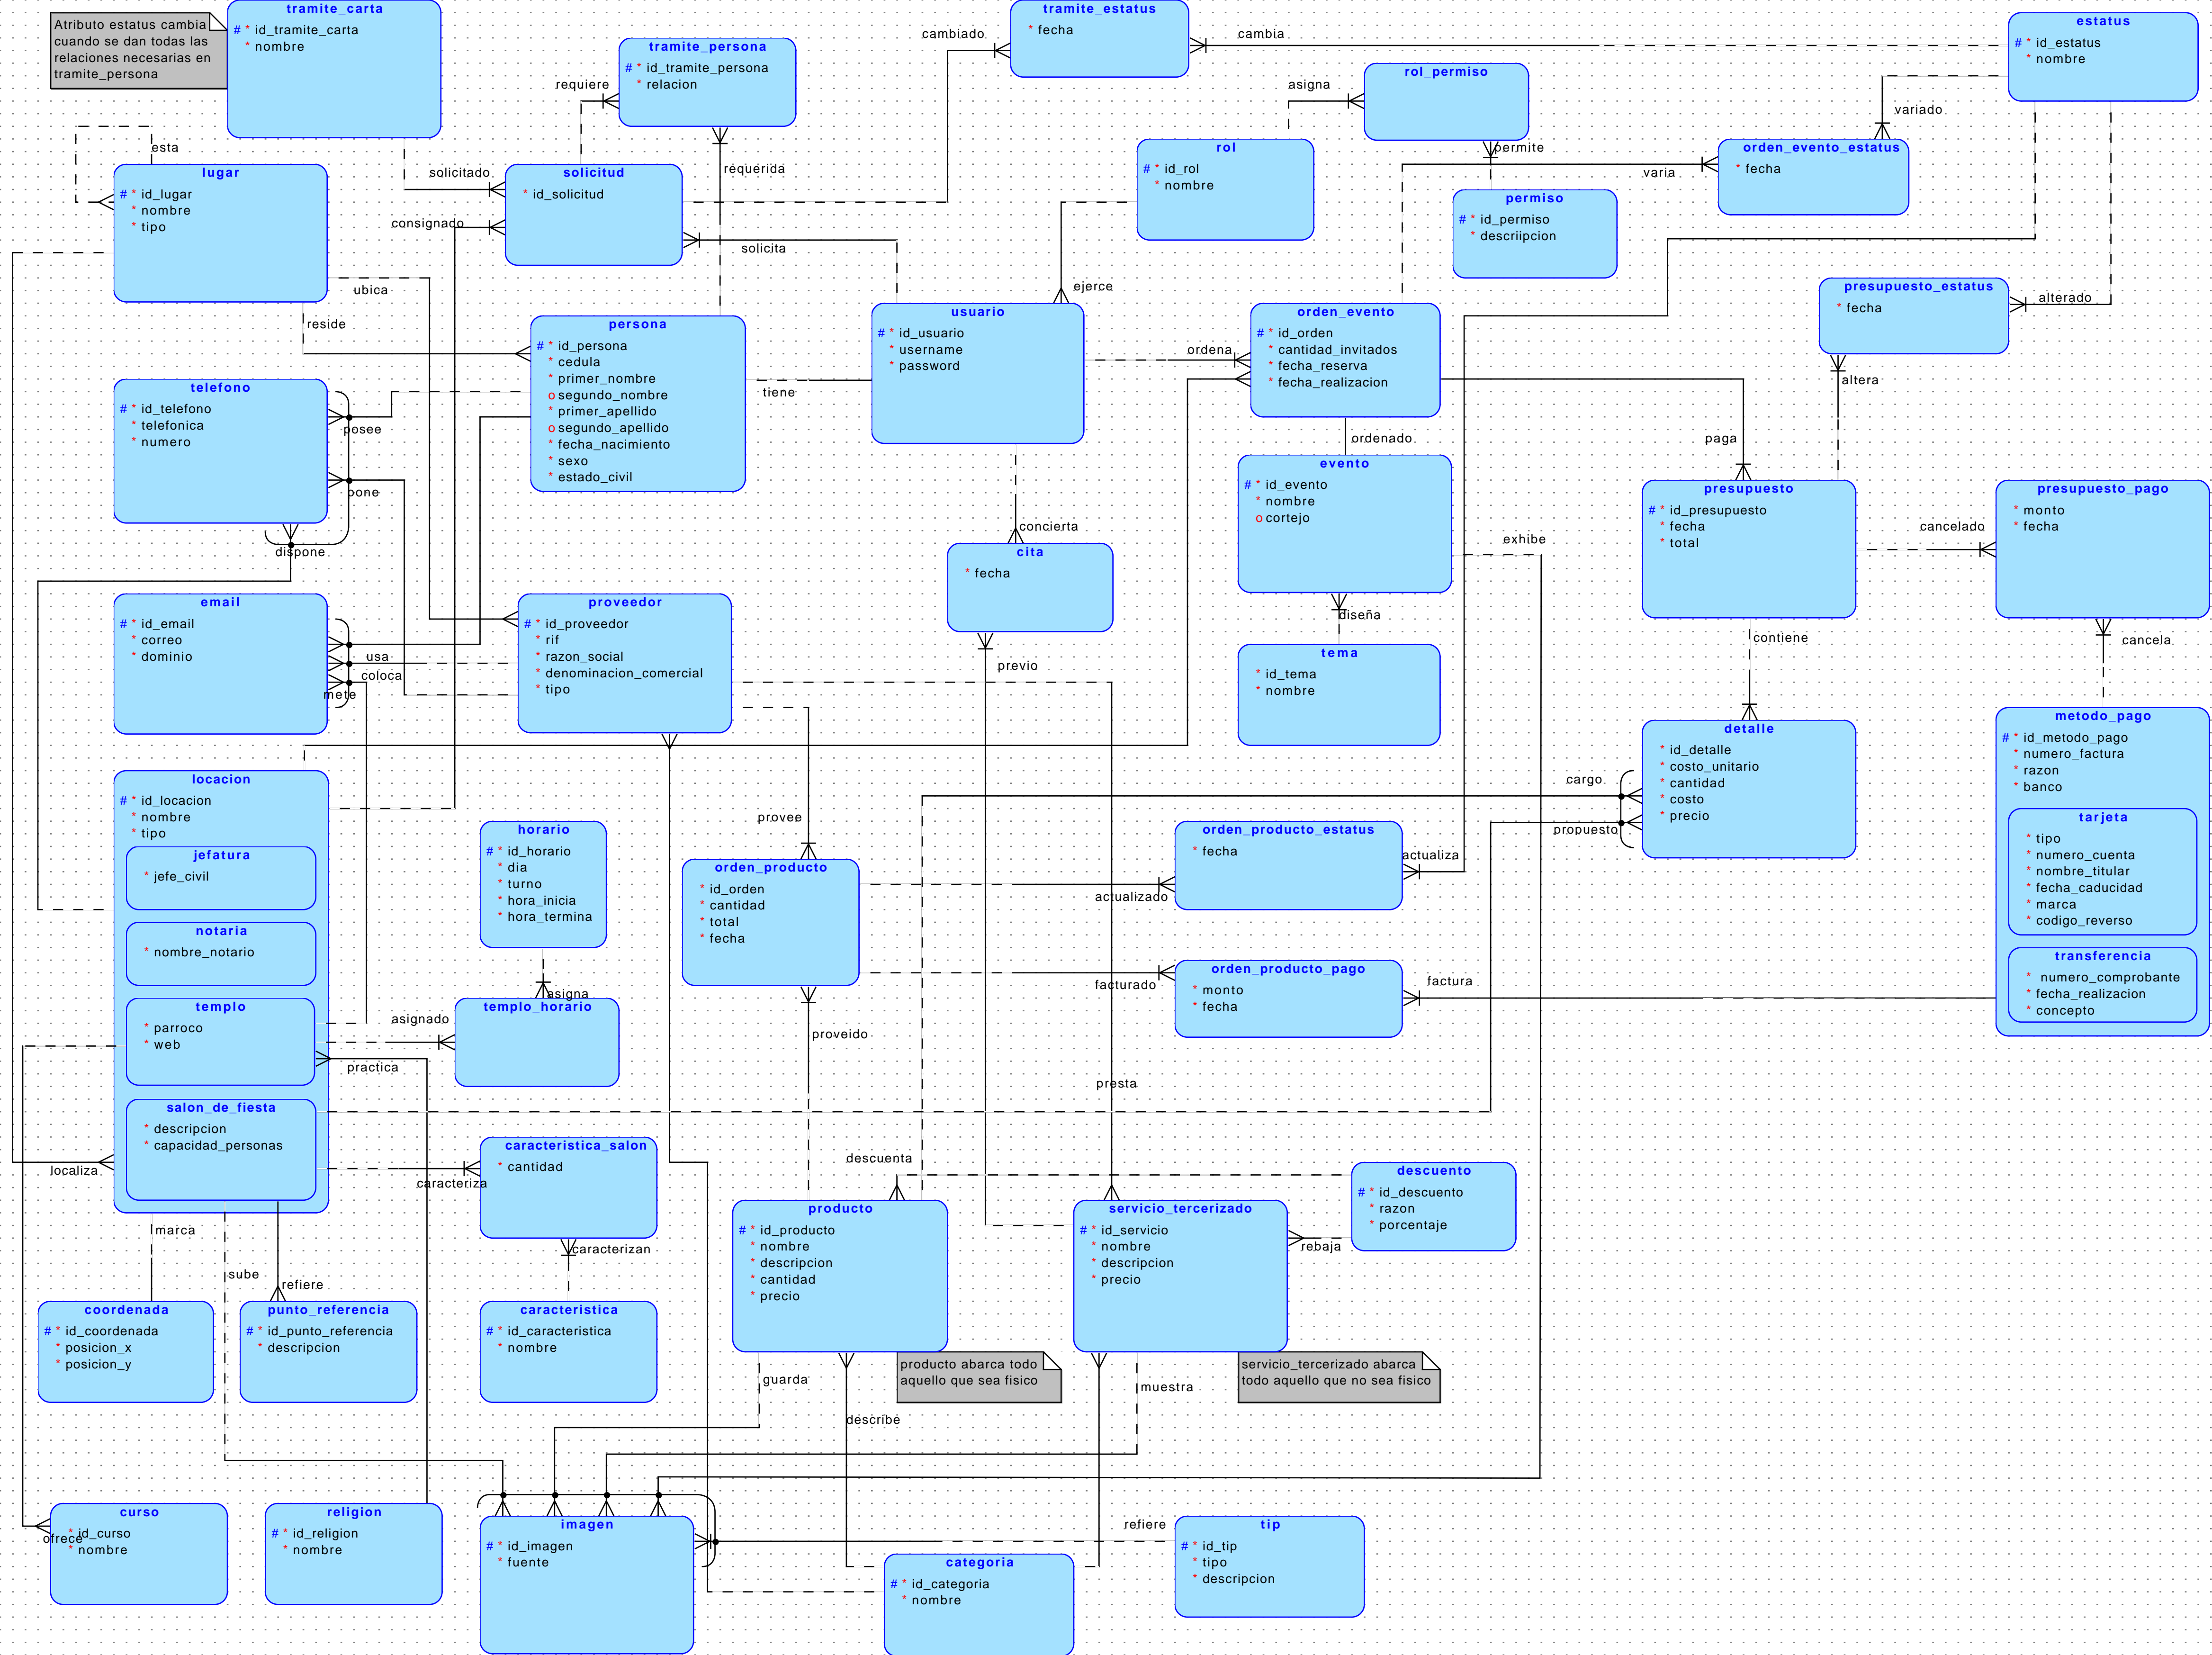 Atributo estatus cambia
cuando se dan todas las
relaciones necesarias en
tramite_persona
tramite_carta
# * id_tramite_carta
* nombre
tramite_persona
# * id_tramite_persona
* relacion
requiere
cambiado
tramite_estatus
* fecha
cambia
estatus
# * id_estatus
* nombre
rol_permiso
asigna
variado
permite
orden_evento_estatus
* fecha
varia
rol
# * id_rol
* nombre
permiso
# * id_permiso
* descriipcion
esta
lugar
# * id_lugar
* nombre
* tipo
solicitado
solicitud
* id_solicitud
requerida
consignado
solicita
ubica
reside
ejerce
persona
# * id_persona
* cedula
* primer_nombre
o segundo_nombre
* primer_apellido
o segundo_apellido
* fecha_nacimiento
* sexo
* estado_civil
tiene
usuario
# * id_usuario
* username
* password
ordena
orden_evento
# * id_orden
* cantidad_invitados
* fecha_reserva
* fecha_realizacion
presupuesto_estatus
* fecha
alterado
altera
telefono
# * id_telefono
* telefonica
* numero
posee
pone
dispone
ordenado
paga
evento
# * id_evento
* nombre
o cortejo
exhibe
concierta
cita
* fecha
presupuesto
# * id_presupuesto
* fecha
* total
cancelado
presupuesto_pago
* monto
* fecha
email
# * id_email
* correo
* dominio
usa
coloca
mete
proveedor
# * id_proveedor
* rif
* razon_social
* denominacion_comercial
* tipo
previo
diseña
tema
* id_tema
* nombre
contiene
cancela
detalle
* id_detalle
* costo_unitario
* cantidad
* costo
* precio
cargo
propuesto
metodo_pago
# * id_metodo_pago
* numero_factura
* razon
* banco
tarjeta
* tipo
* numero_cuenta
* nombre_titular
* fecha_caducidad
* marca
* codigo_reverso
transferencia
* numero_comprobante
* fecha_realizacion
* concepto
locacion
# * id_locacion
* nombre
* tipo
jefatura
* jefe_civil
notaria
* nombre_notario
templo
* parroco
* web
salon_de_fiesta
* descripcion
* capacidad_personas
horario
# * id_horario
* dia
* turno
* hora_inicia
* hora_termina
asigna
templo_horario
asignado
practica
provee
orden_producto
* id_orden
* cantidad
* total
* fecha
orden_producto_estatus
* fecha
actualiza
actualizado
orden_producto_pago
* monto
* fecha
facturado
factura
proveido
presta
localiza
caracteriza
caracteristica_salon
* cantidad
caracterizan
descuenta
descuento
# * id_descuento
* razon
* porcentaje
rebaja
producto
# * id_producto
* nombre
* descripcion
* cantidad
* precio
servicio_tercerizado
# * id_servicio
* nombre
* descripcion
* precio
marca
sube
refiere
coordenada
# * id_coordenada
* posicion_x
* posicion_y
punto_referencia
# * id_punto_referencia
* descripcion
caracteristica
# * id_caracteristica
* nombre
producto abarca todo
aquello que sea fisico
servicio_tercerizado abarca
todo aquello que no sea fisico
guarda
muestra
describe
curso
* id_curso
* nombre
ofrece
religion
# * id_religion
* nombre
imagen
# * id_imagen
* fuente
refiere
tip
# * id_tip
* tipo
* descripcion
categoria
# * id_categoria
* nombre